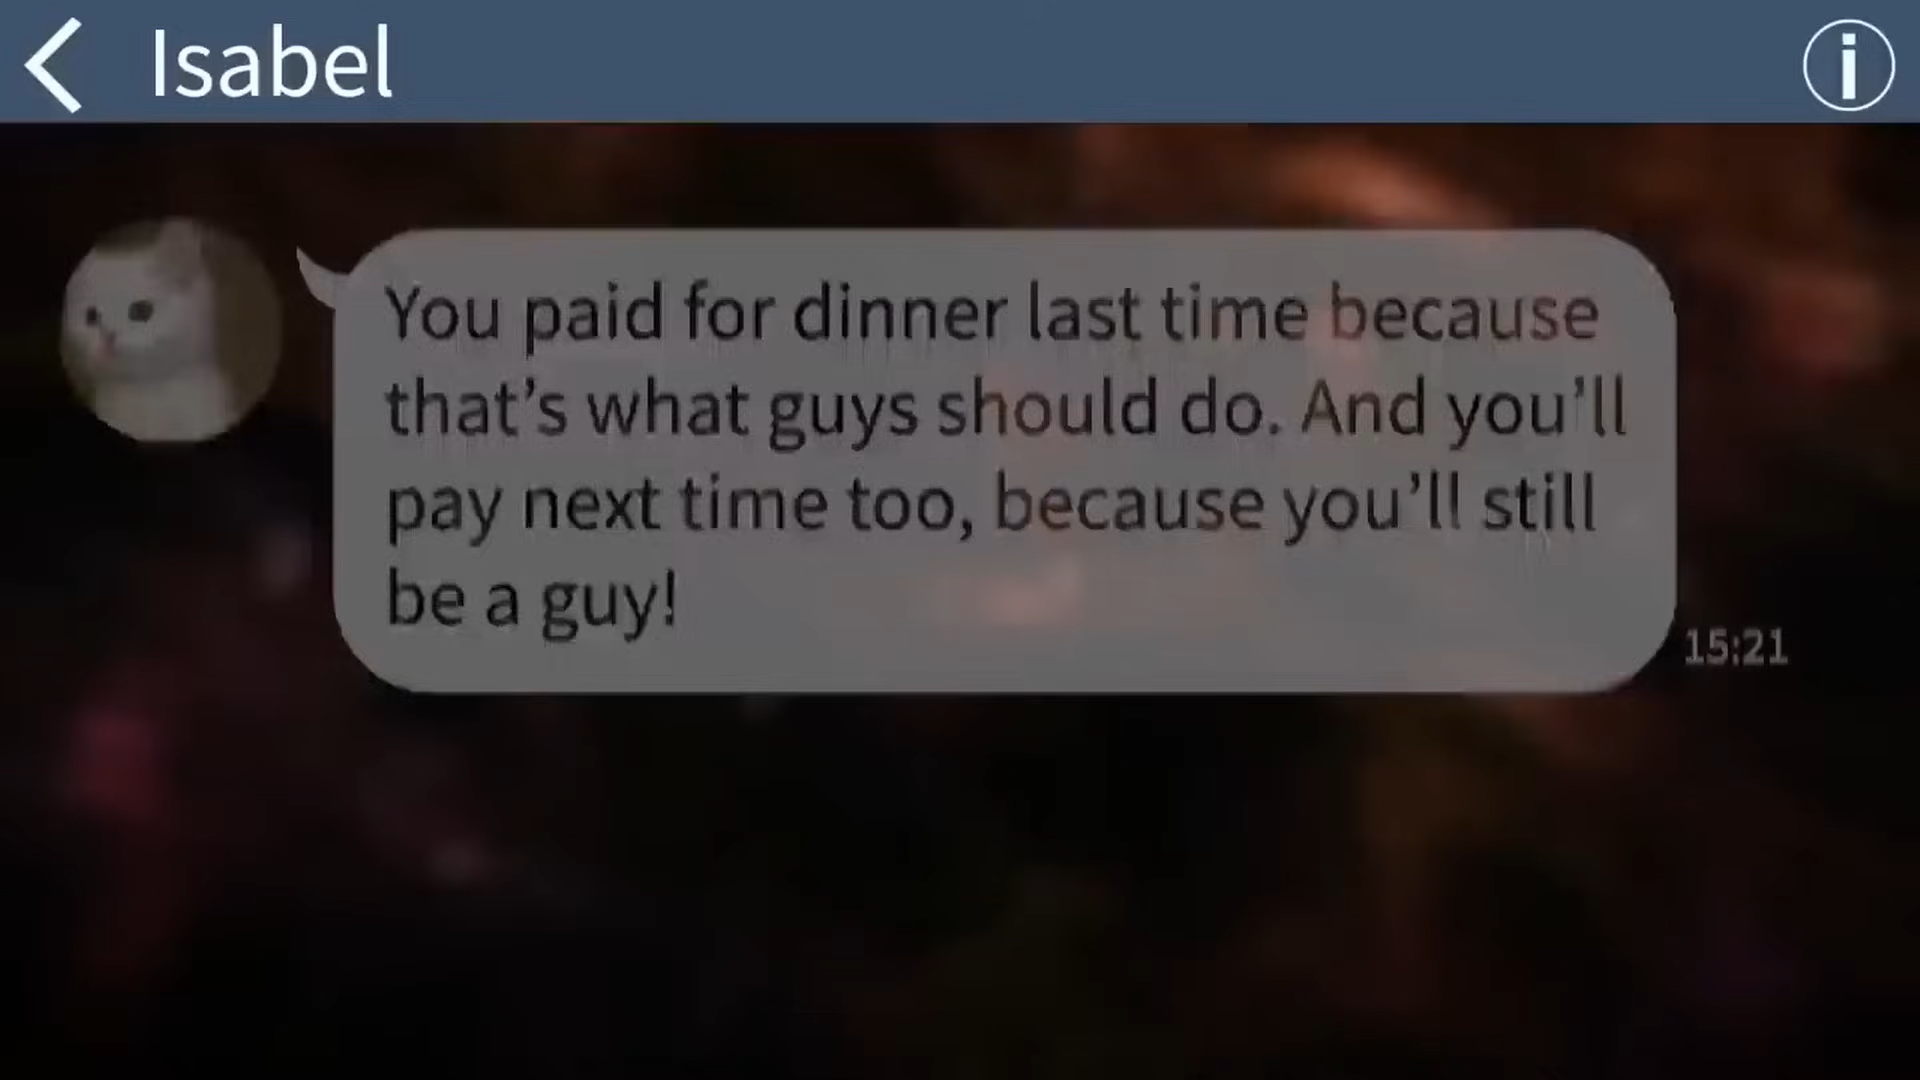 Isabel
You paid for dinner last time because
that’s what guys should do. And you’ll
pay next time too, because you’ll still
be a guy!
15:21